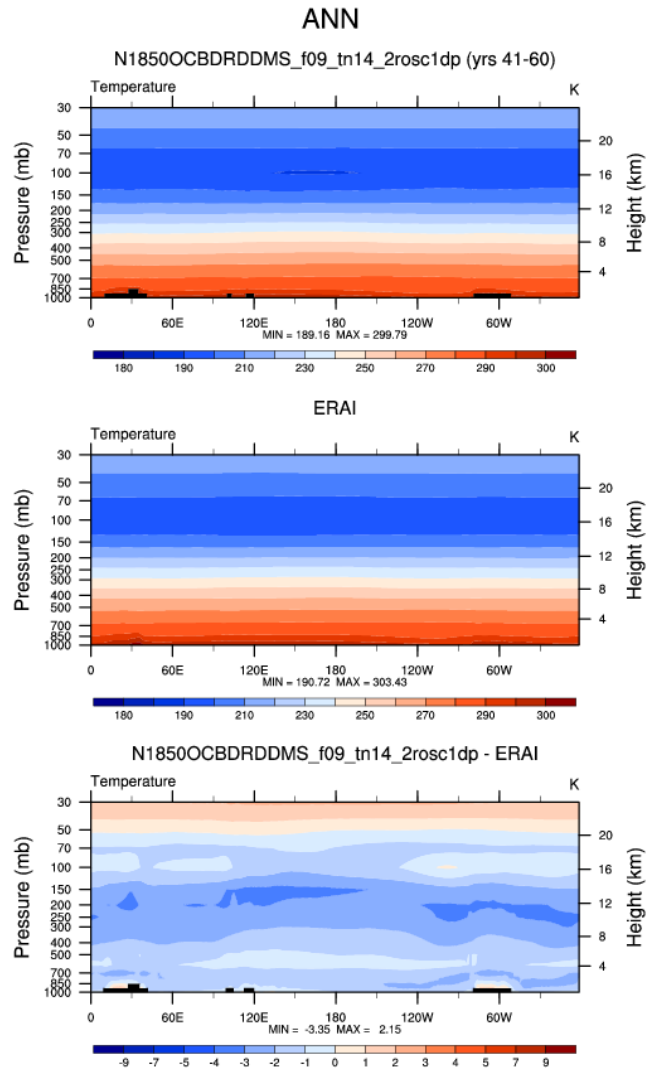 ANN
N1850OCBDRDDMS_f09_tn14_2rosc1dp (yrs 41-60)
Temperature K
Pressure (mb)
30
50
70
100
150
200
250
300
400
500
700
850
1000
20
16
12
8
4
Height (km)
0 60E 120E 180 120W 60W
MIN = 189.16 MAX = 299.79
180 190 210 230 250 270 290 300
ERAI
Temperature K
Pressure (mb)
30
50
70
100
150
200
250
300
400
500
700
850
1000
20
16
12
8
4
Height (km)
0 60E 120E 180 120W 60W
MIN = 190.72 MAX = 303.43
180 190 210 230 250 270 290 300
N1850OCBDRDDMS_f09_tn14_2rosc1dp - ERAI
Temperature K
Pressure (mb)
30
50
70
100
150
200
250
300
400
500
700
850
1000
20
16
12
8
4
Height (km)
0 60E 120E 180 120W 60W
MIN = -3.35 MAX = 2.15
-9 -7 -5 -4 -3 -2 -1 0 1 2 3 4 5 7 9